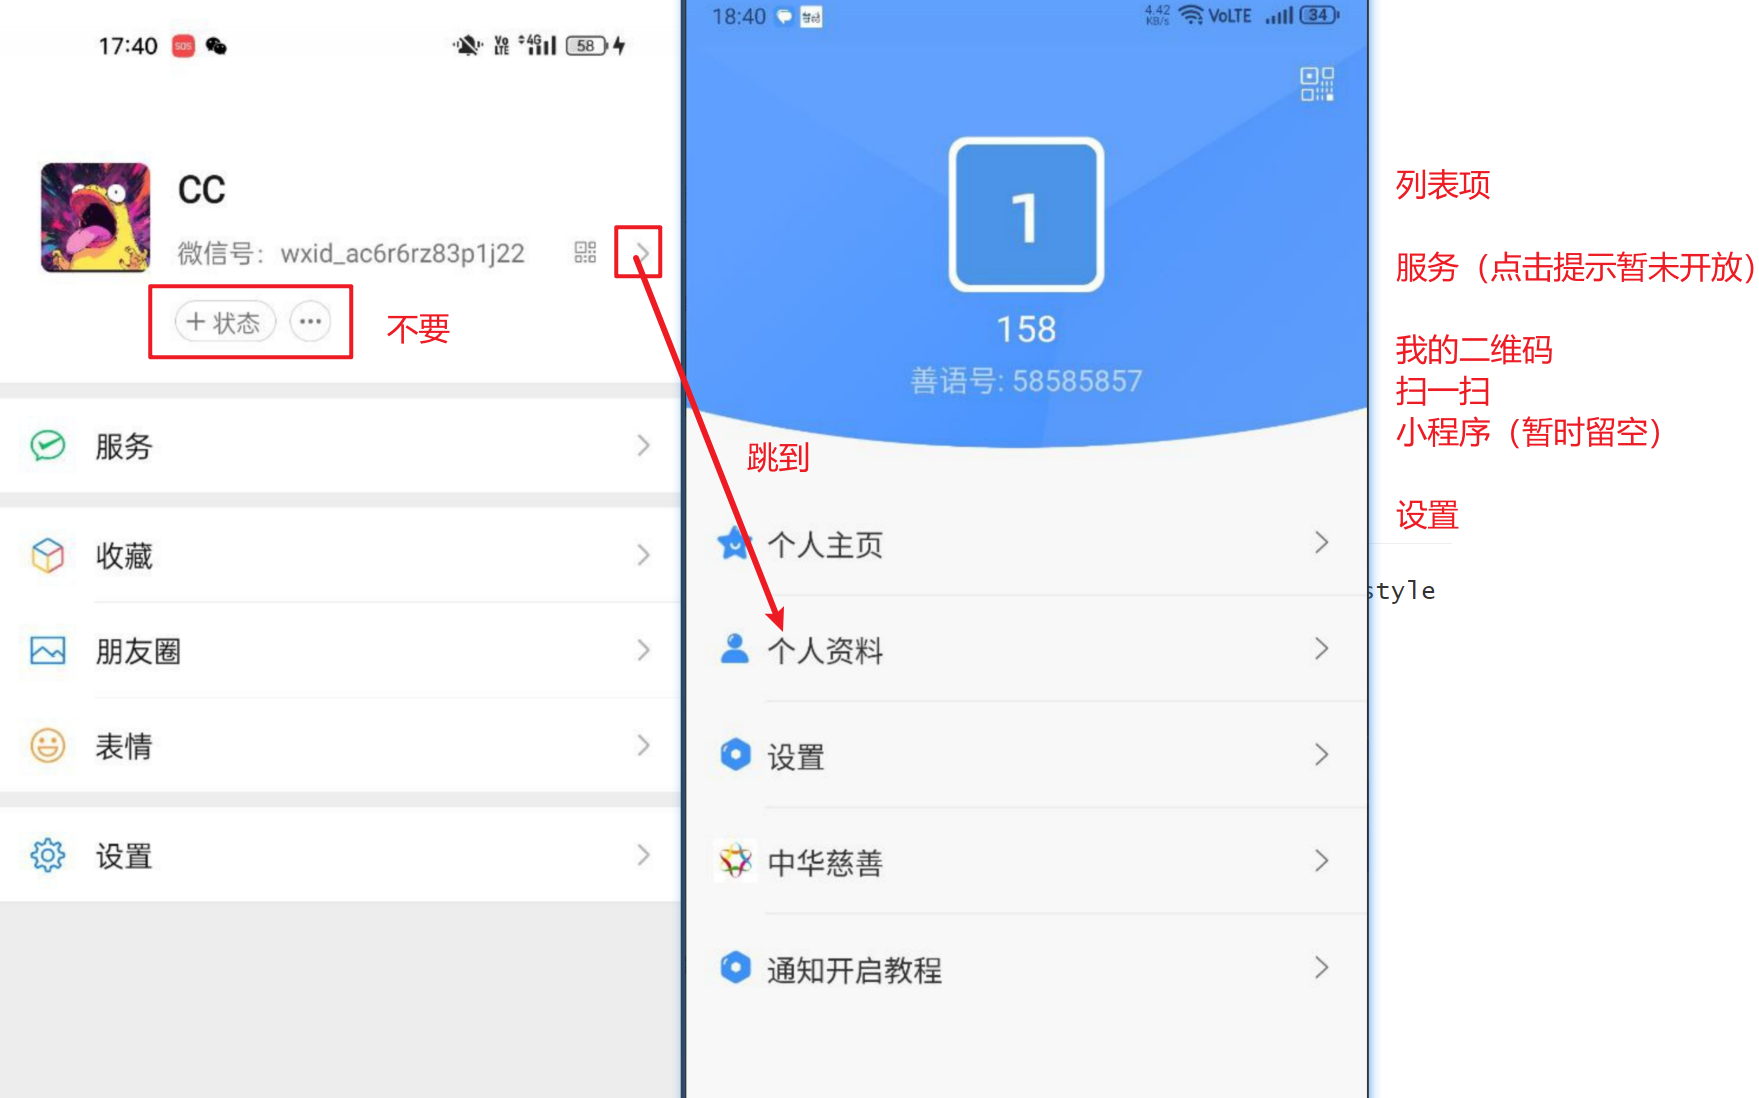 17:40 SOS
Vo LTE 4G 58
CC
微信号: wxid_ac6r6rz83p1j22
+ 状态 ···
不要
服务
收藏
朋友圈
表情
设置
18:40
4.42 KB/s VoLTE 34
1
158
善语号: 58585857
跳到
个人主页
个人资料
设置
中华慈善
通知开启教程
列表项
服务（点击提示暂未开放）
我的二维码
扫一扫
小程序（暂时留空）
设置
style